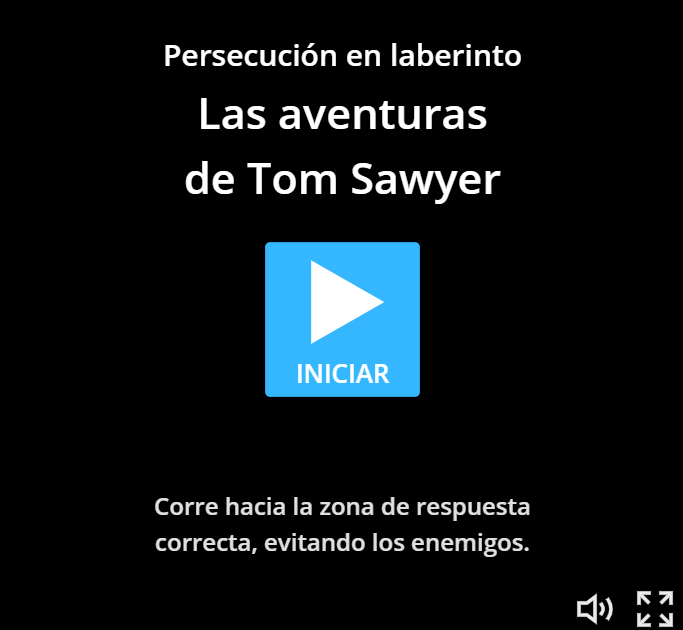 Persecución en laberinto
Las aventuras
de Tom Sawyer
INICIAR
Corre hacia la zona de respuesta
correcta, evitando los enemigos.